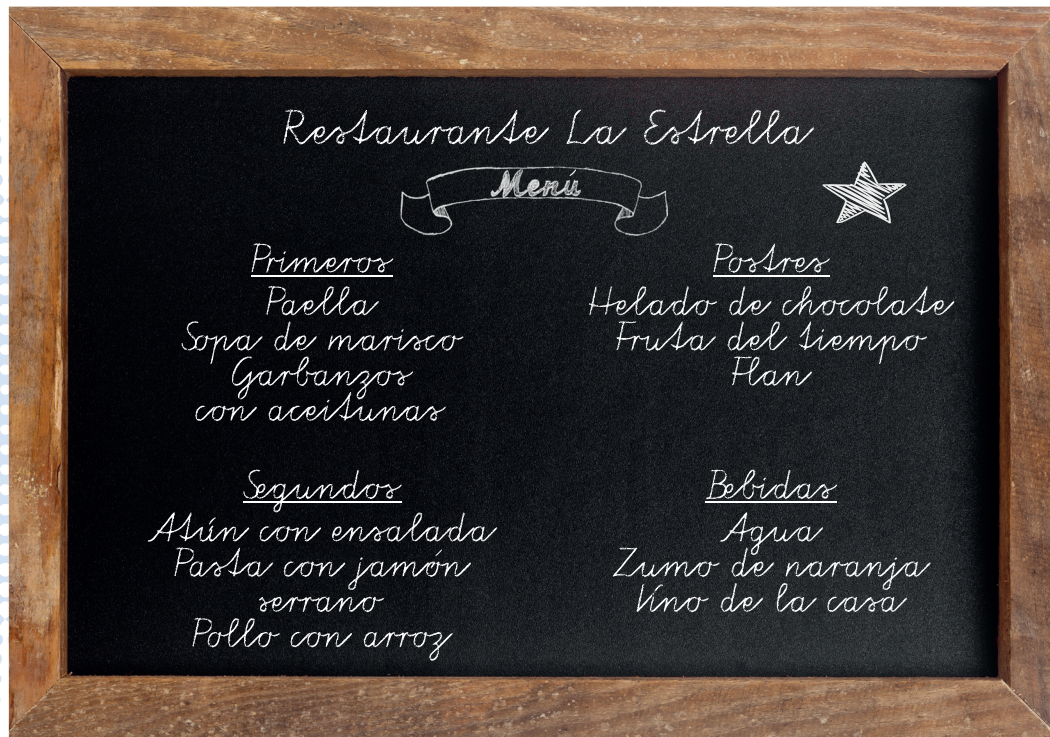 Restaurante La Estrella
Menú
Primeros
Paella
Sopa de marisco
Garbanzos
con aceitunas
Segundos
Atún con ensalada
Pasta con jamón
serrano
Pollo con arroz
Postres
Helado de chocolate
Fruta del tiempo
Flan
Bebidas
Agua
Zumo de naranja
Vino de la casa